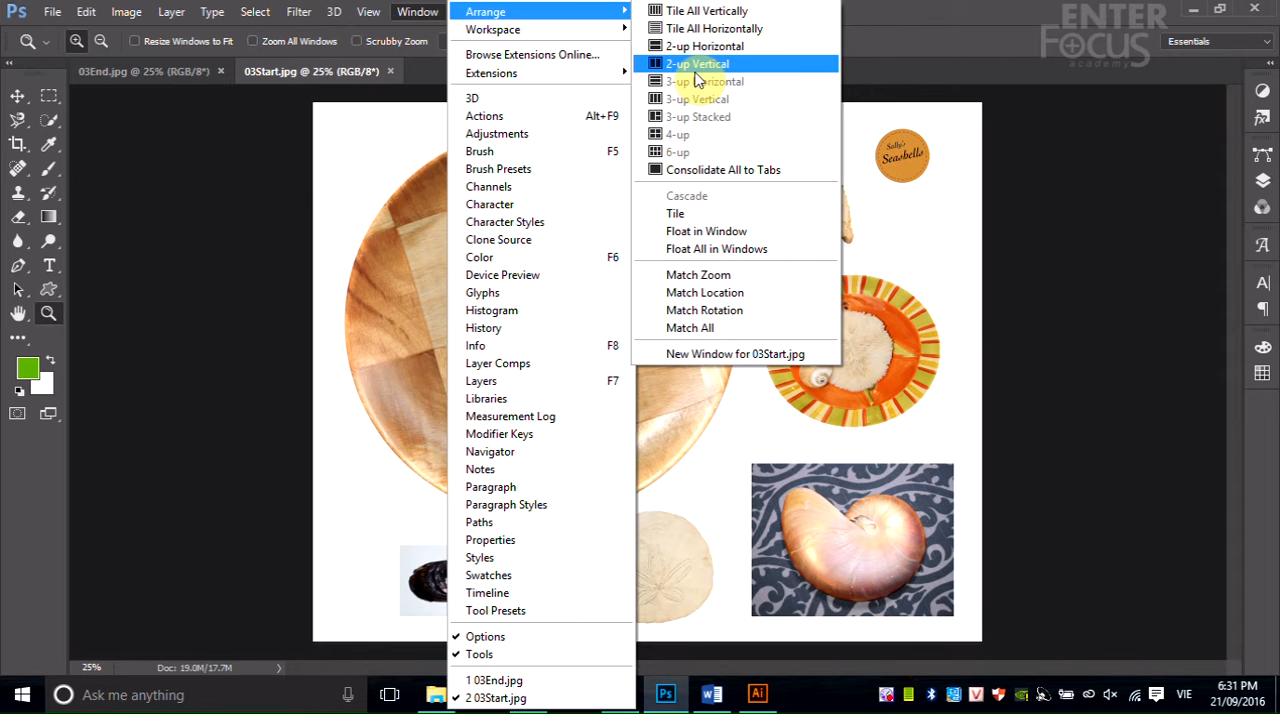 Ps File Edit Image Layer Type Select Filter 3D View Window
ENTER
FOCUS
academy
Resize Windows to Fit Zoom All Windows Scrubby Zoom
Essentials
03End.jpg @ 25% (RGB/8*) × 03Start.jpg @ 25% (RGB/8*) ×
Arrange
Workspace
Browse Extensions Online...
Extensions
3D
Actions Alt+F9
Adjustments
Brush F5
Brush Presets
Channels
Character
Character Styles
Clone Source
Color F6
Device Preview
Glyphs
Histogram
History
Info F8
Layer Comps
Layers F7
Libraries
Measurement Log
Modifier Keys
Navigator
Notes
Paragraph
Paragraph Styles
Paths
Properties
Styles
Swatches
Timeline
Tool Presets
Options
Tools
1 03End.jpg
2 03Start.jpg
Tile All Vertically
Tile All Horizontally
2-up Horizontal
2-up Vertical
3-up Horizontal
3-up Vertical
3-up Stacked
4-up
6-up
Consolidate All to Tabs
Cascade
Tile
Float in Window
Float All in Windows
Match Zoom
Match Location
Match Rotation
Match All
New Window for 03Start.jpg
Sally's
Seashells
25% Doc: 19.0M/17.7M
Ask me anything
Ps
Ai
VIE
6:31 PM
21/09/2016